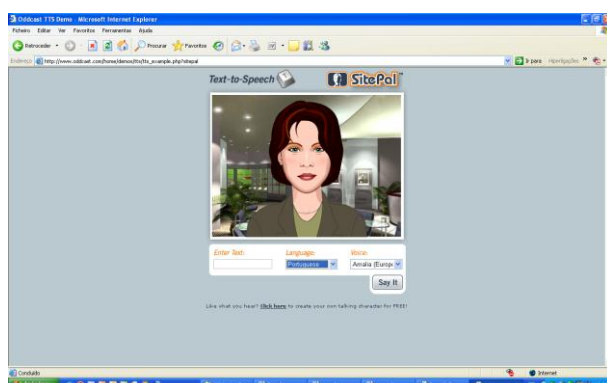 Oddcast TTS Demo - Microsoft Internet Explorer
Ficheiro Editar Ver Favoritos Ferramentas Ajuda
Retroceder Procurar Favoritos
Endereço http://www.oddcast.com/home/demos/tts/tts_example.php?sitepal Ir para Hiperligações »
Text-to-Speech SitePal
Enter Text: Language: Voice:
Portuguese Amalia (Europe
Say It
Like what you hear? Click here to create your own talking character for FREE!
Concluído Internet